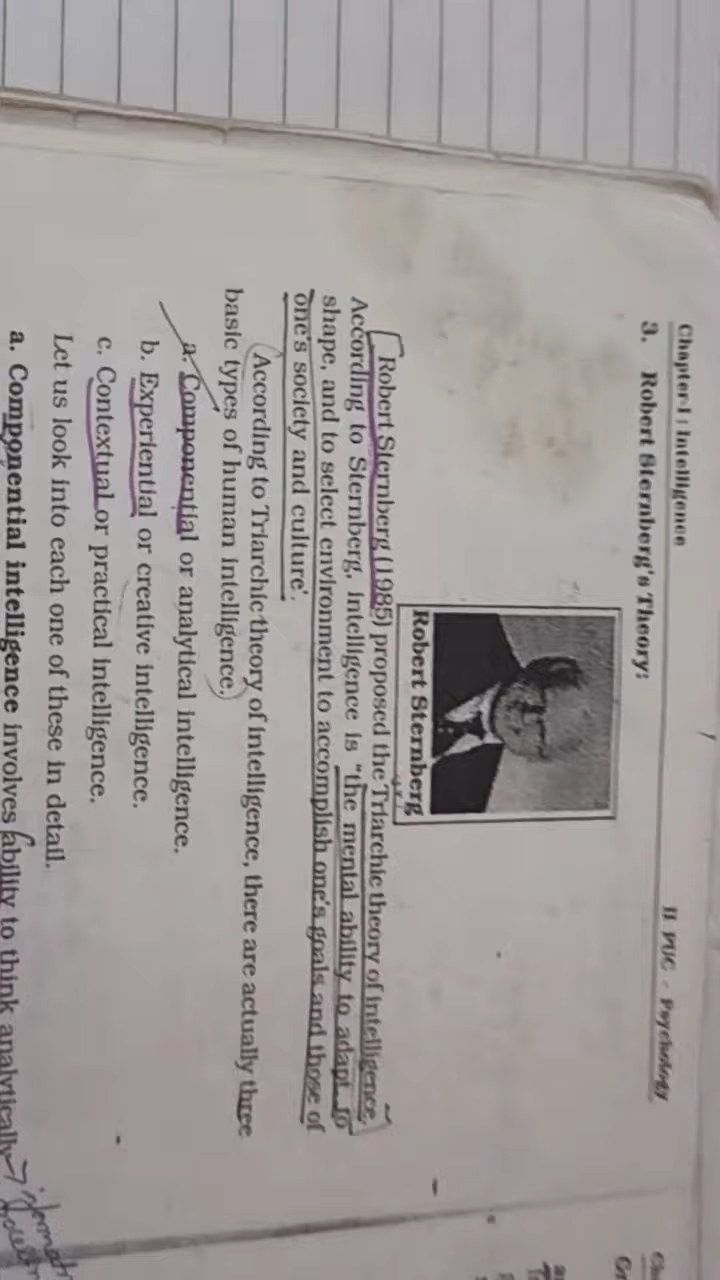 Chapter-I : Intelligence II PUC - Psychology
3. Robert Sternberg's Theory:
Robert Sternberg
Robert Sternberg (1985) proposed the Triarchic theory of intelligence.
According to Sternberg, intelligence is "the mental ability to adapt, to
shape, and to select environment to accomplish one's goals and those of
one's society and culture'.
According to Triarchic theory of intelligence, there are actually three
basic types of human intelligence.
a. Componential or analytical intelligence.
b. Experiential or creative intelligence.
c. Contextual or practical intelligence.
Let us look into each one of these in detail.
a. Componential intelligence involves ability to think analytically